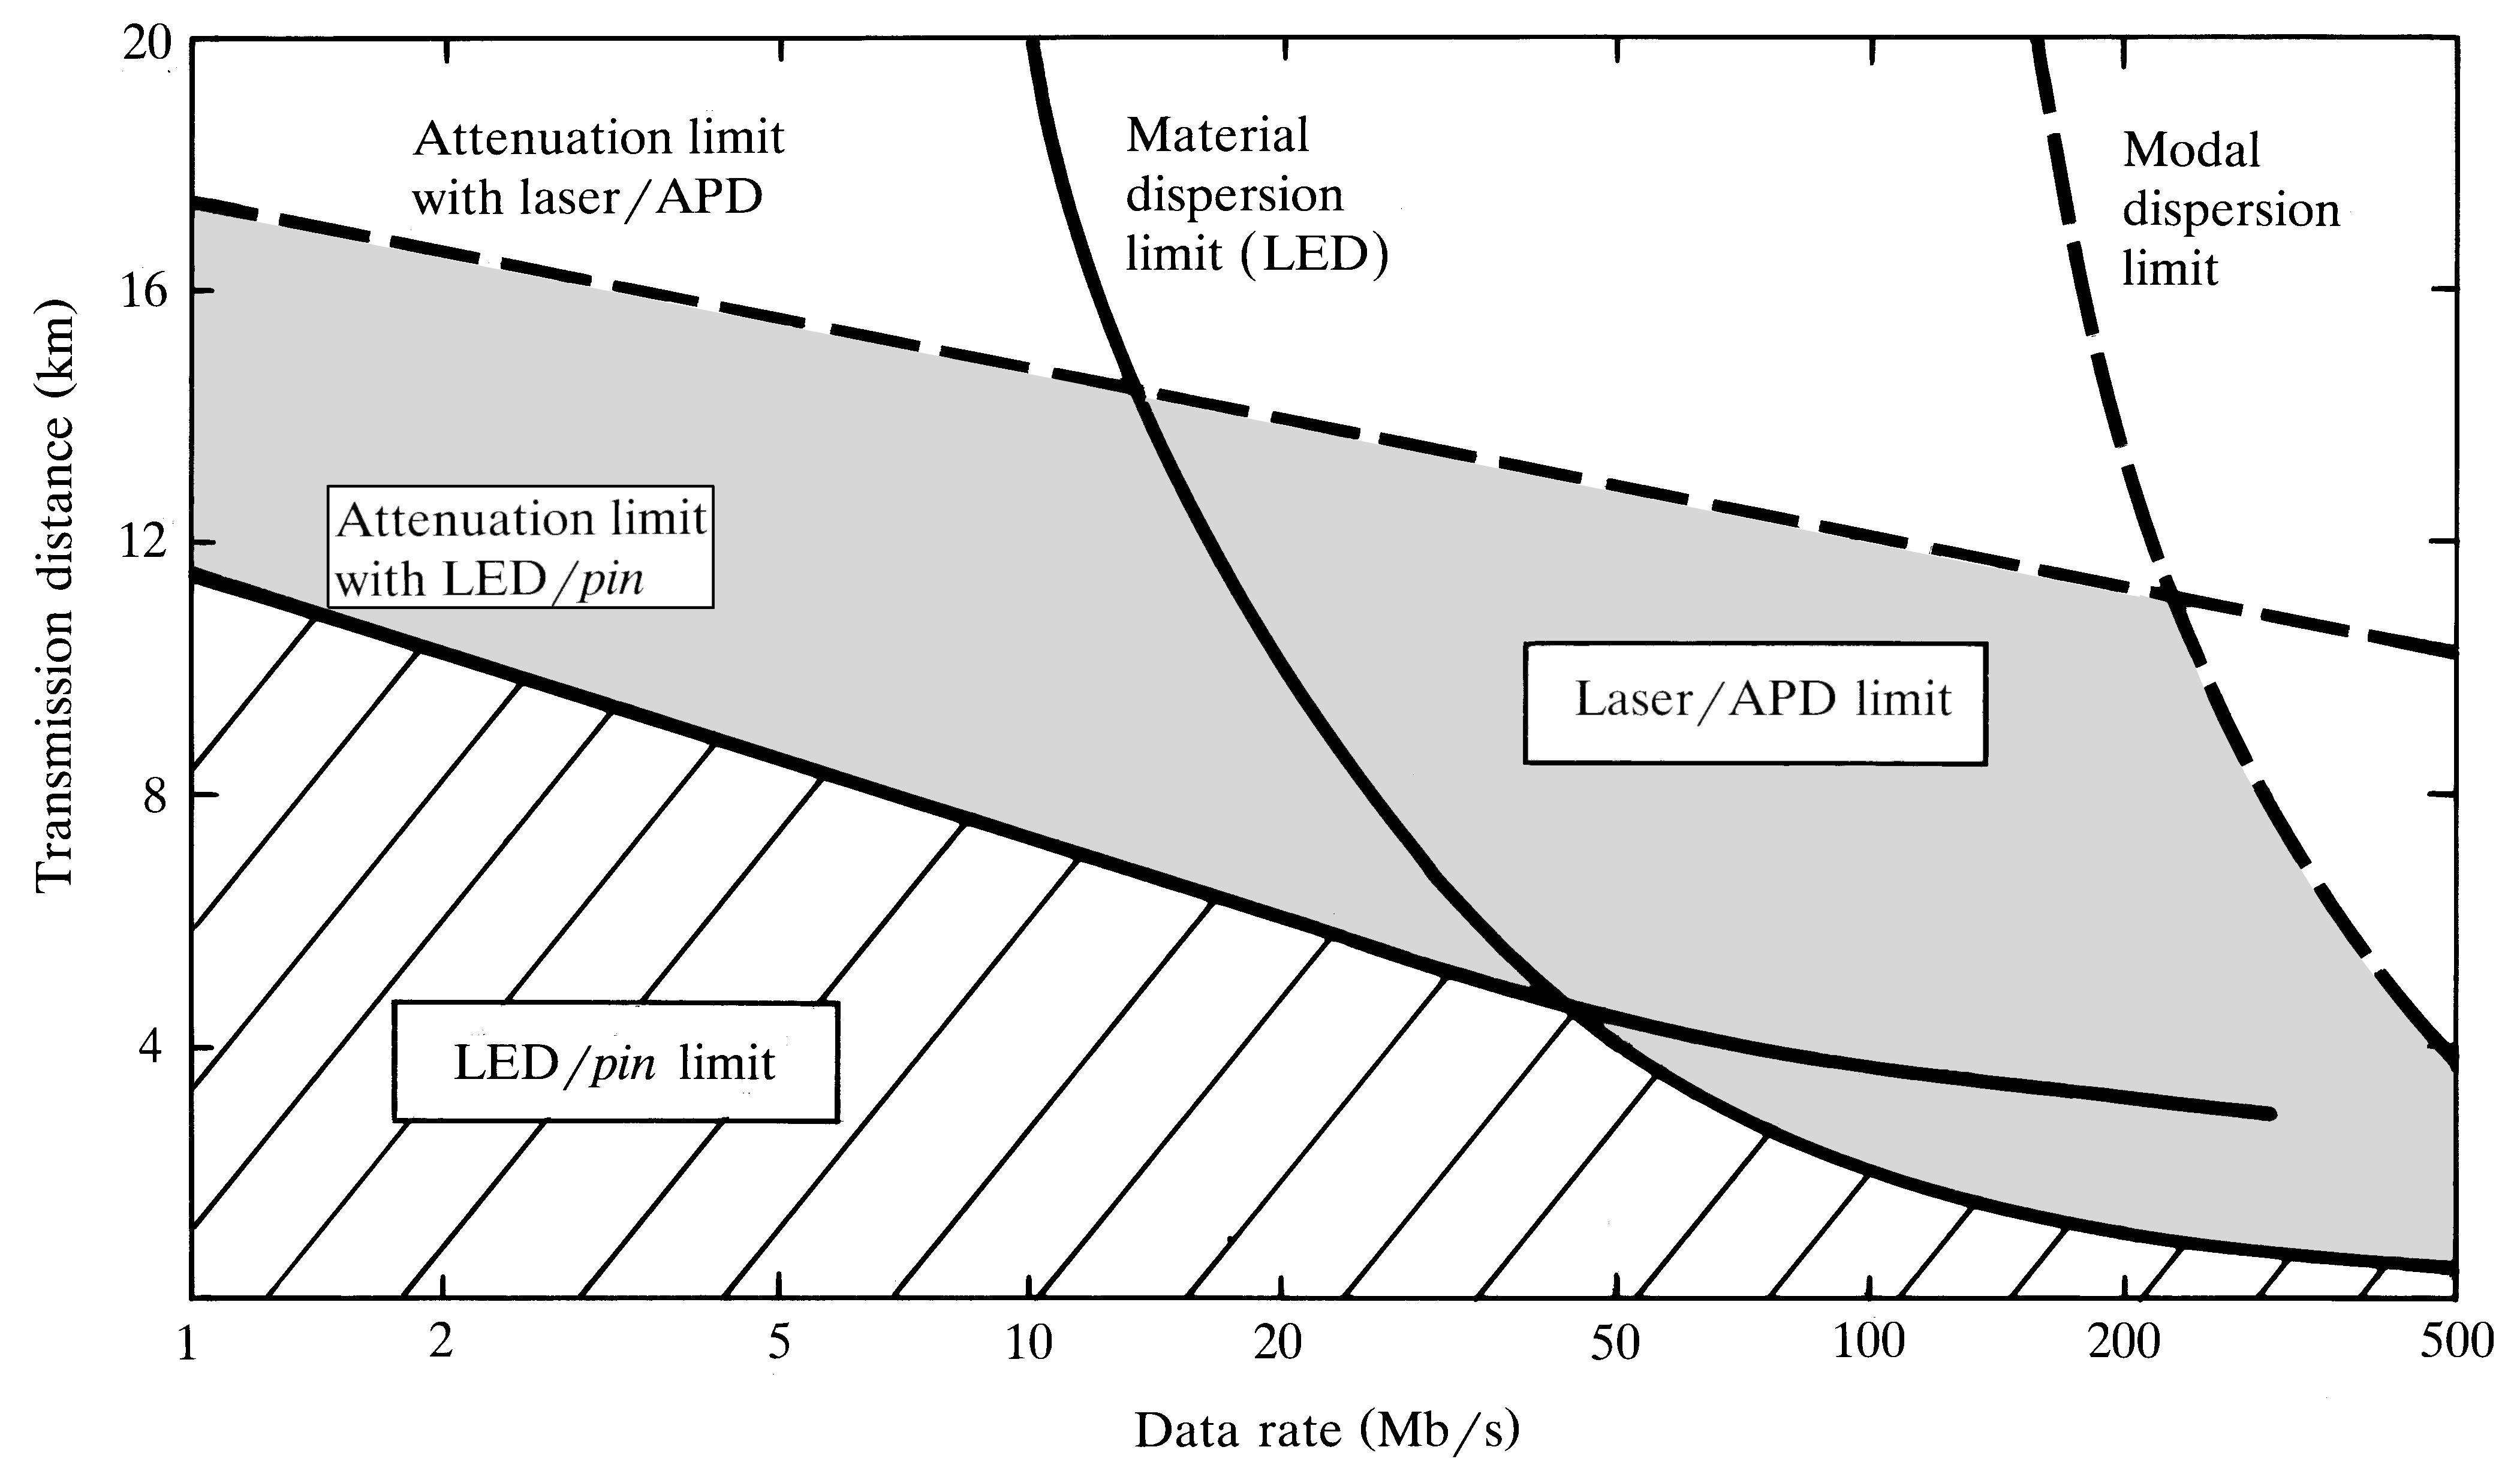 20
16
12
8
4
Transmission distance (km)
Attenuation limit
with laser/APD
Material
dispersion
limit (LED)
Modal
dispersion
limit
Attenuation limit
with LED/pin
Laser/APD limit
LED/pin limit
1 2 5 10 20 50 100 200 500
Data rate (Mb/s)